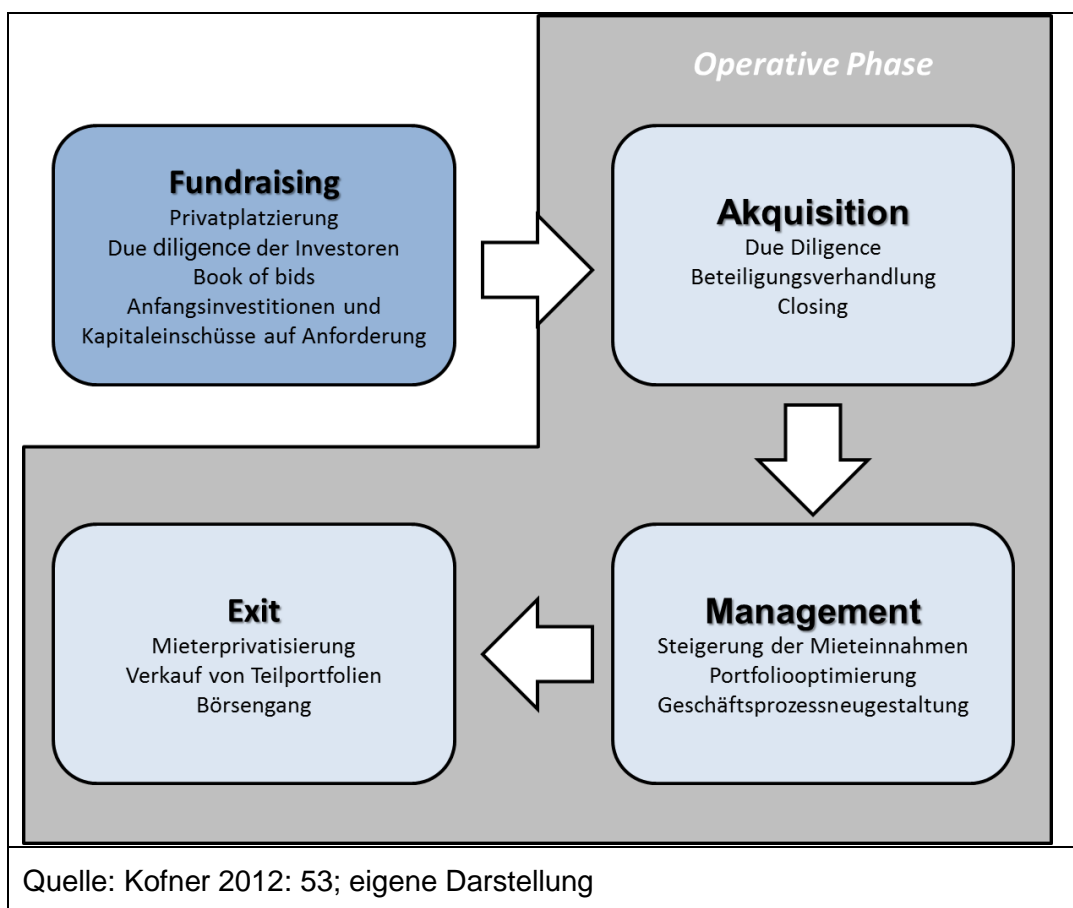 Operative Phase
Fundraising
Privatplatzierung
Due diligence der Investoren
Book of bids
Anfangsinvestitionen und
Kapitaleinschüsse auf Anforderung
Akquisition
Due Diligence
Beteiligungsverhandlung
Closing
Management
Steigerung der Mieteinnahmen
Portfoliooptimierung
Geschäftsprozessneugestaltung
Exit
Mieterprivatisierung
Verkauf von Teilportfolien
Börsengang
Quelle: Kofner 2012: 53; eigene Darstellung